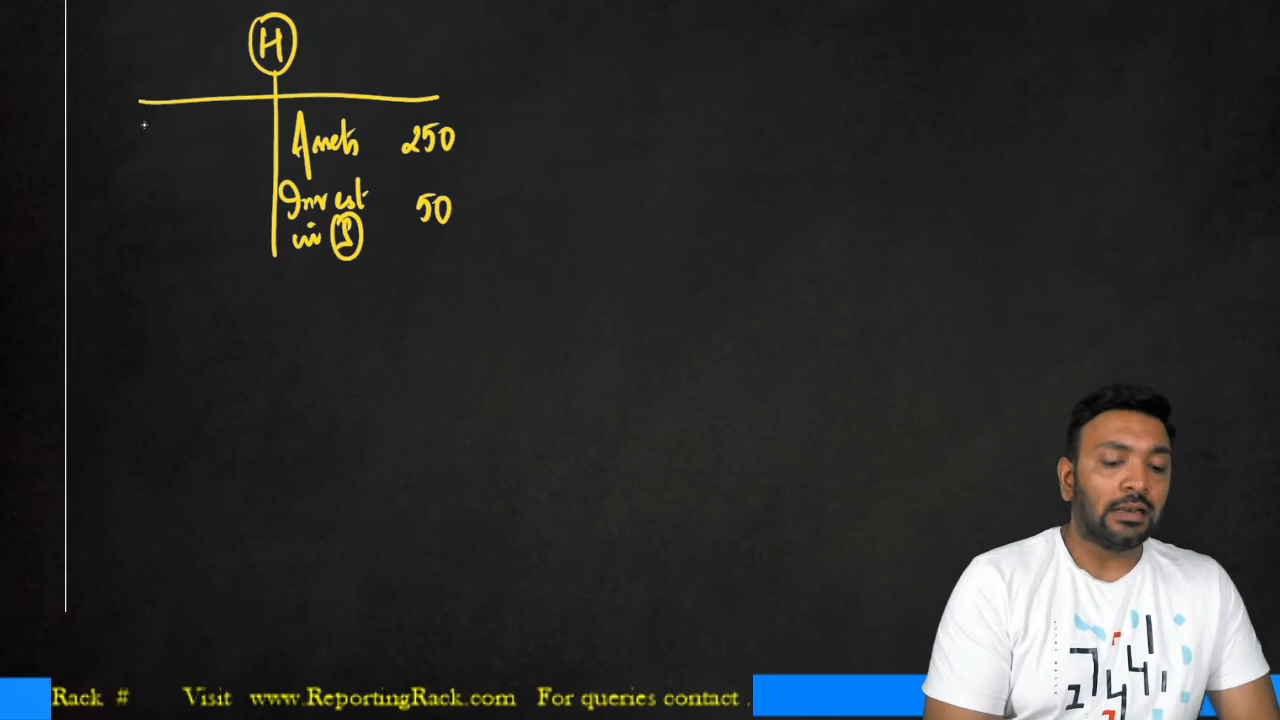 H
Assets 250
Invest 50
in S
Rack # Visit www.ReportingRack.com For queries contact .